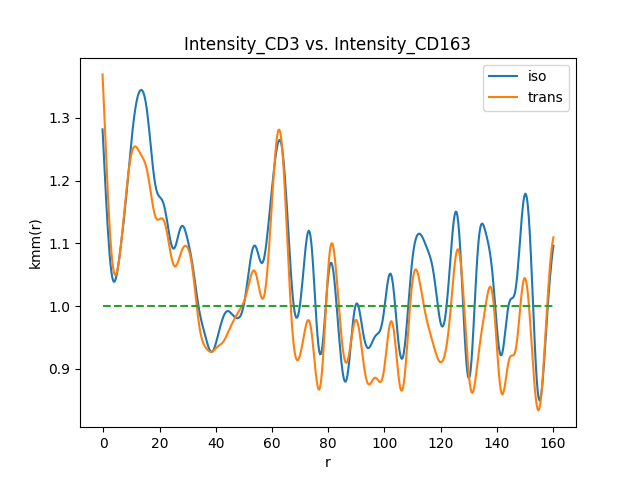 Intensity_CD3 vs. Intensity_CD163
iso
trans
1.3
1.2
1.1
1.0
0.9
kmm(r)
0 20 40 60 80 100 120 140 160
r